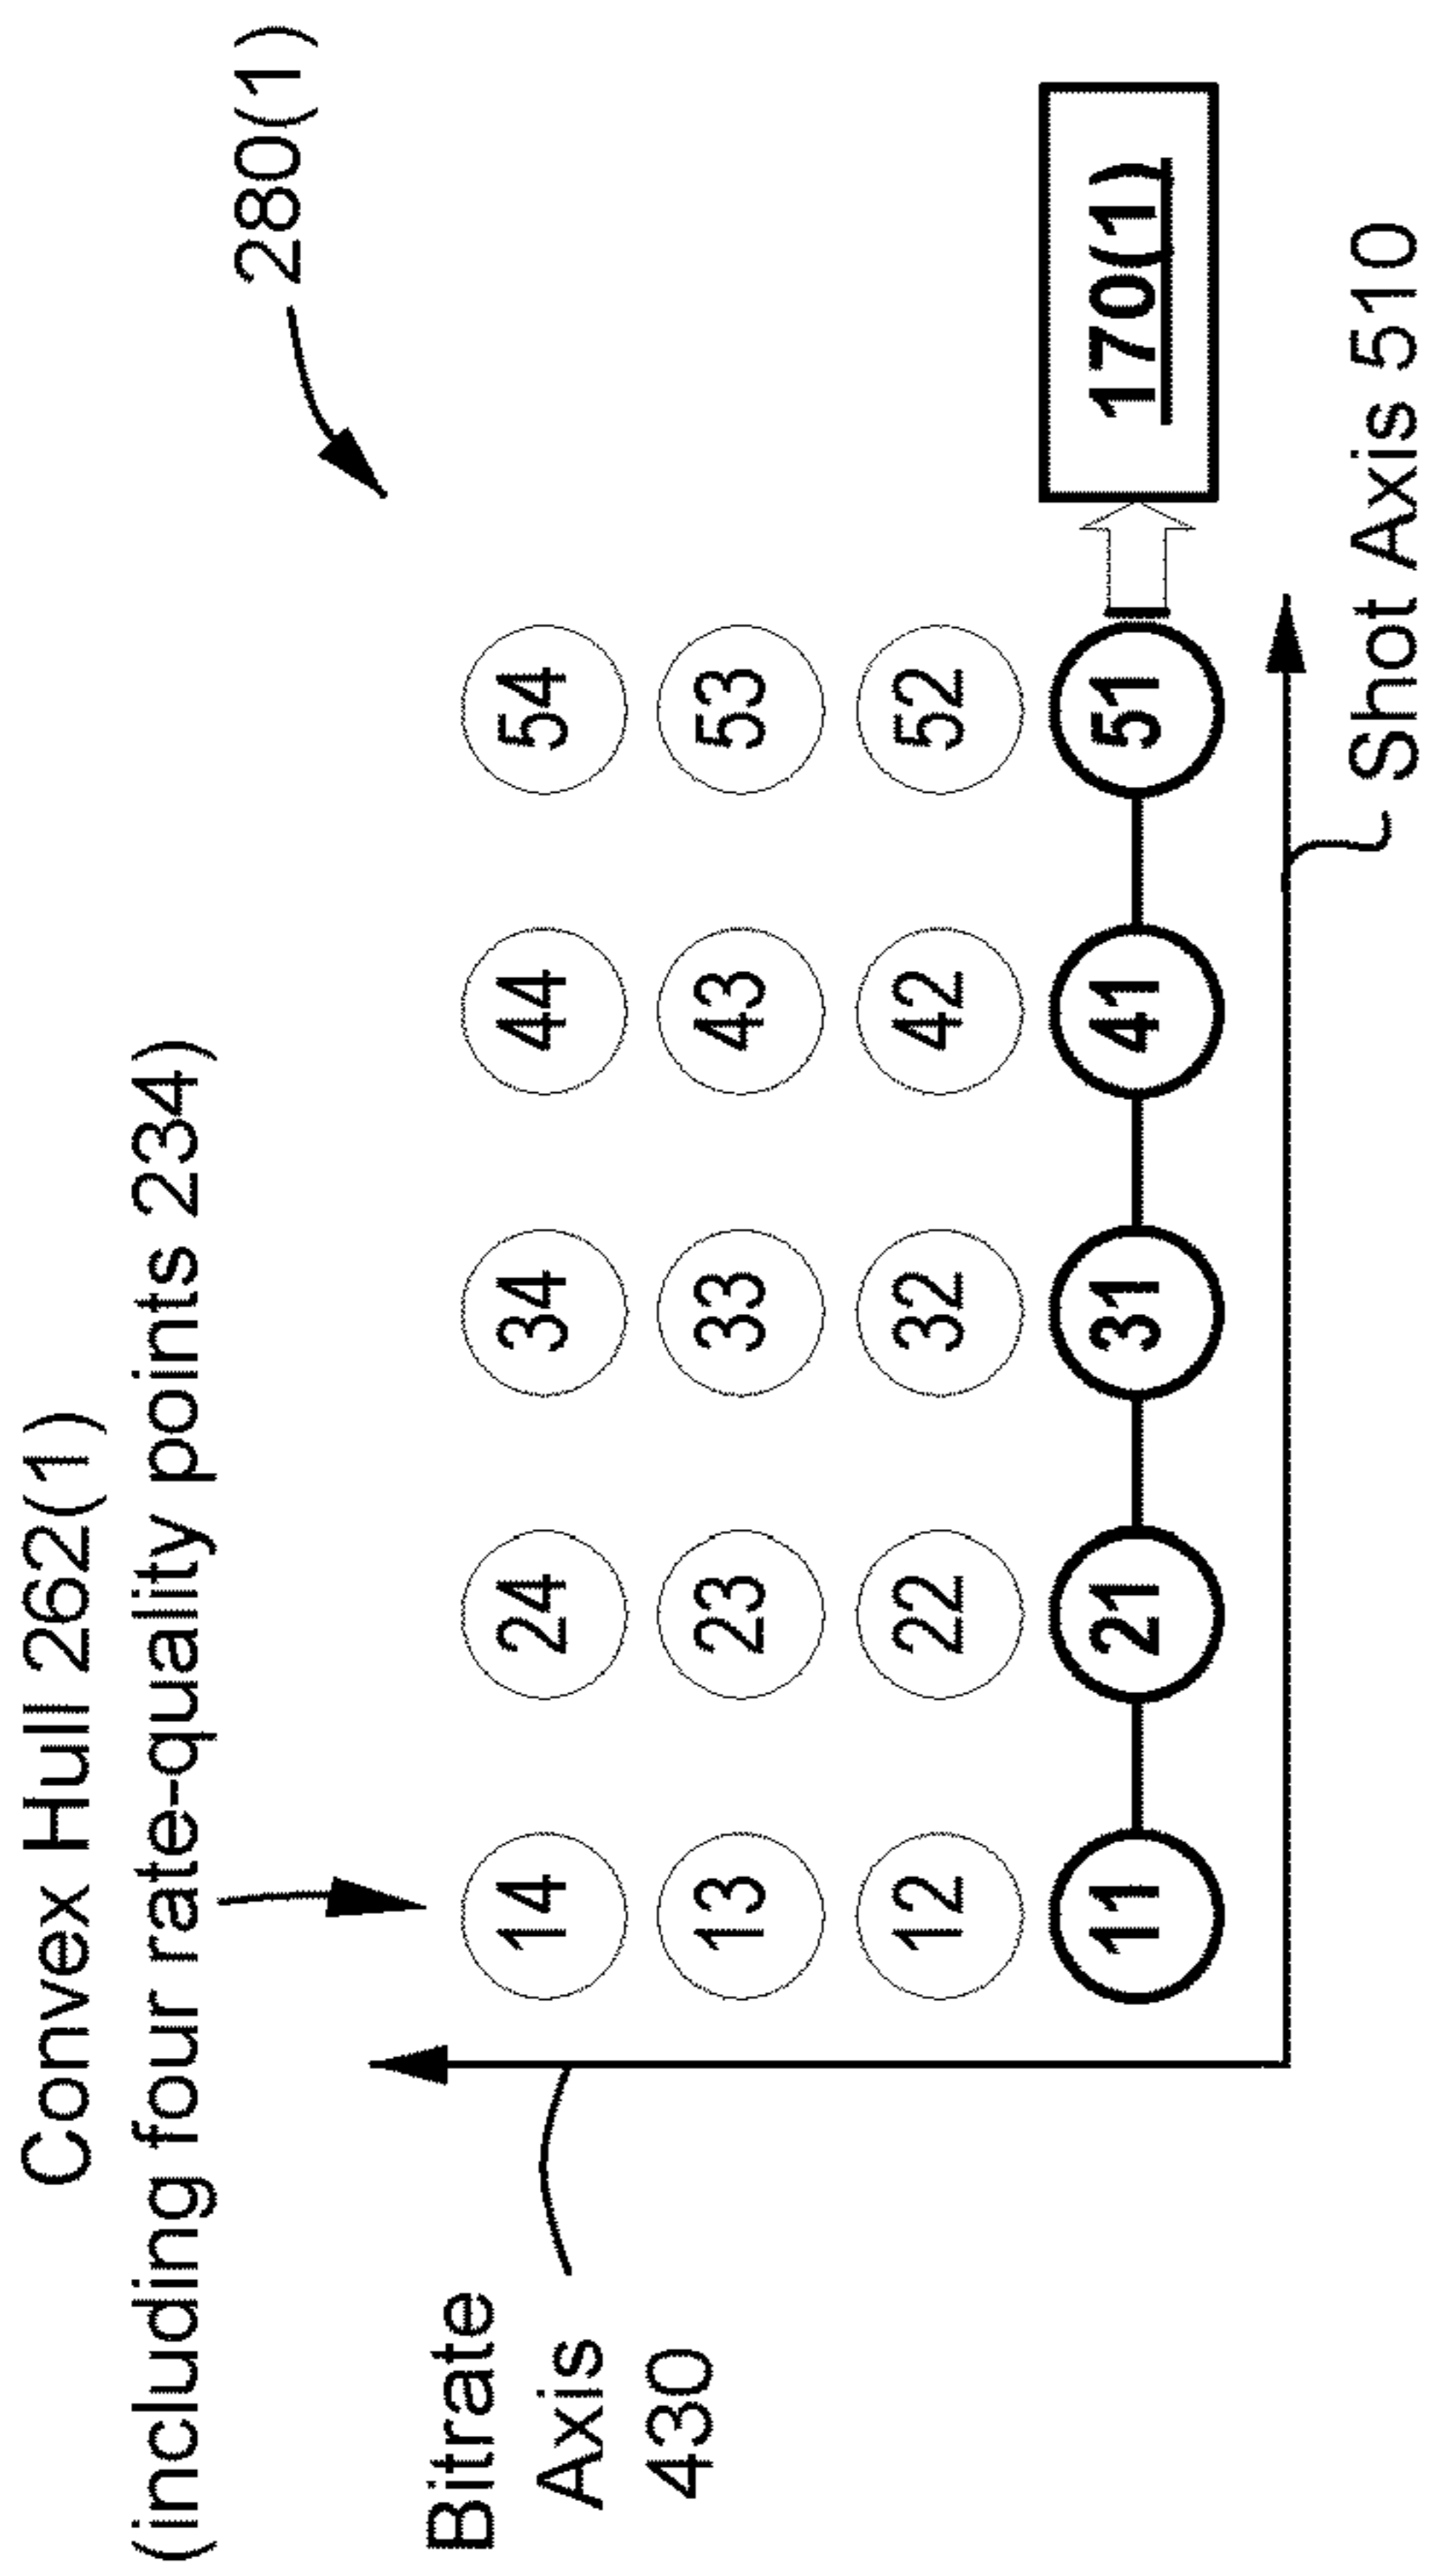 Convex Hull 262(1)
(including four rate-quality points 234)
280(1)
Bitrate
Axis
430
14 24 34 44 54
13 23 33 43 53
12 22 32 42 52
11 21 31 41 51
170(1)
Shot Axis 510